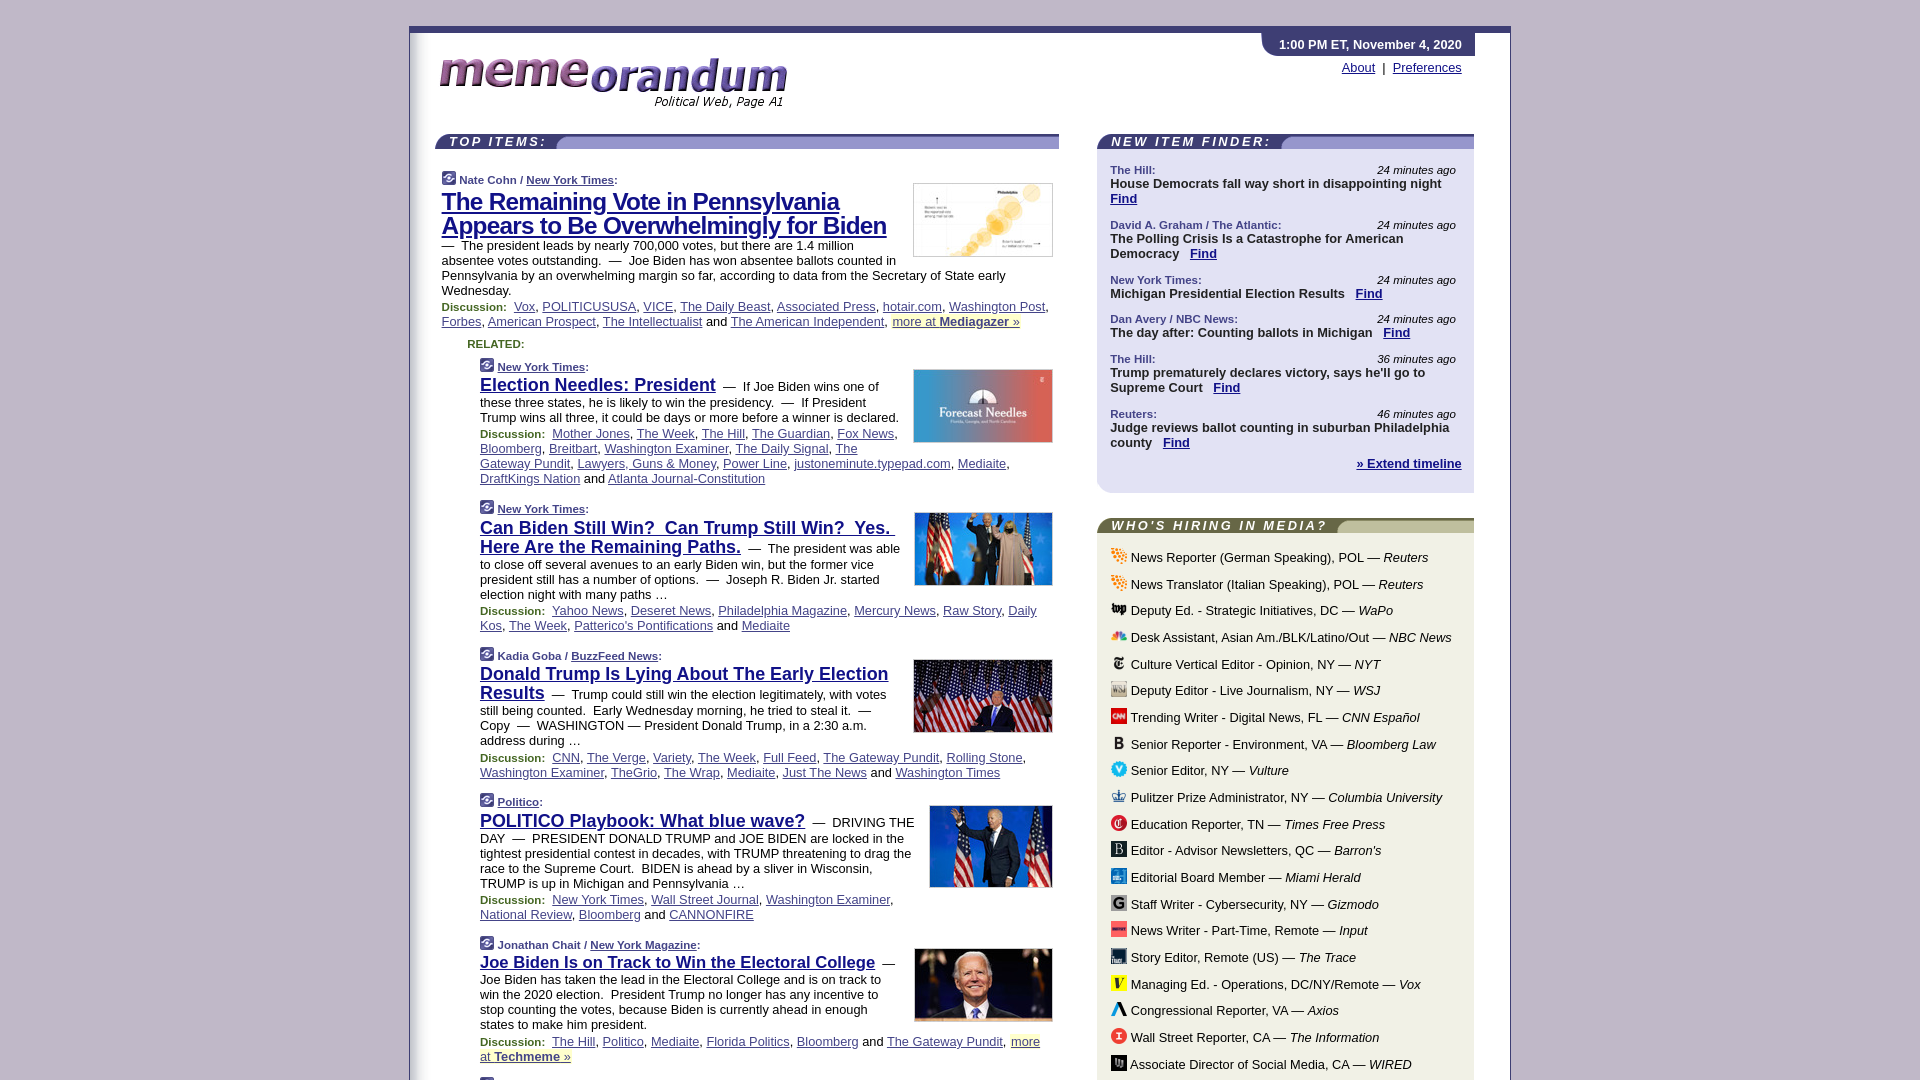 1:00 PM ET, November 4, 2020
memeorandum
Political Web, Page A1
About | Preferences
TOP ITEMS:
Nate Cohn / New York Times:
The Remaining Vote in Pennsylvania
Appears to Be Overwhelmingly for Biden
— The president leads by nearly 700,000 votes, but there are 1.4 million
absentee votes outstanding. — Joe Biden has won absentee ballots counted in
Pennsylvania by an overwhelming margin so far, according to data from the Secretary of State early
Wednesday.
Discussion: Vox, POLITICUSUSA, VICE, The Daily Beast, Associated Press, hotair.com, Washington Post,
Forbes, American Prospect, The Intellectualist and The American Independent, more at Mediagazer »
RELATED:
New York Times:
Election Needles: President — If Joe Biden wins one of
these three states, he is likely to win the presidency. — If President
Trump wins all three, it could be days or more before a winner is declared.
Forecast Needles
Florida, Georgia, and North Carolina
Discussion: Mother Jones, The Week, The Hill, The Guardian, Fox News,
Bloomberg, Breitbart, Washington Examiner, The Daily Signal, The
Gateway Pundit, Lawyers, Guns & Money, Power Line, justoneminute.typepad.com, Mediaite,
DraftKings Nation and Atlanta Journal-Constitution
New York Times:
Can Biden Still Win? Can Trump Still Win? Yes.
Here Are the Remaining Paths. — The president was able
to close off several avenues to an early Biden win, but the former vice
president still has a number of options. — Joseph R. Biden Jr. started
election night with many paths …
Discussion: Yahoo News, Deseret News, Philadelphia Magazine, Mercury News, Raw Story, Daily
Kos, The Week, Patterico's Pontifications and Mediaite
Kadia Goba / BuzzFeed News:
Donald Trump Is Lying About The Early Election
Results — Trump could still win the election legitimately, with votes
still being counted. Early Wednesday morning, he tried to steal it. —
Copy — WASHINGTON — President Donald Trump, in a 2:30 a.m.
address during …
Discussion: CNN, The Verge, Variety, The Week, Full Feed, The Gateway Pundit, Rolling Stone,
Washington Examiner, TheGrio, The Wrap, Mediaite, Just The News and Washington Times
Politico:
POLITICO Playbook: What blue wave? — DRIVING THE
DAY — PRESIDENT DONALD TRUMP and JOE BIDEN are locked in the
tightest presidential contest in decades, with TRUMP threatening to drag the
race to the Supreme Court. BIDEN is ahead by a sliver in Wisconsin,
TRUMP is up in Michigan and Pennsylvania …
Discussion: New York Times, Wall Street Journal, Washington Examiner,
National Review, Bloomberg and CANNONFIRE
Jonathan Chait / New York Magazine:
Joe Biden Is on Track to Win the Electoral College —
Joe Biden has taken the lead in the Electoral College and is on track to
win the 2020 election. President Trump no longer has any incentive to
stop counting the votes, because Biden is currently ahead in enough
states to make him president.
Discussion: The Hill, Politico, Mediaite, Florida Politics, Bloomberg and The Gateway Pundit, more
at Techmeme »
NEW ITEM FINDER:
The Hill: 24 minutes ago
House Democrats fall way short in disappointing night
Find
David A. Graham / The Atlantic: 24 minutes ago
The Polling Crisis Is a Catastrophe for American
Democracy Find
New York Times: 24 minutes ago
Michigan Presidential Election Results Find
Dan Avery / NBC News: 24 minutes ago
The day after: Counting ballots in Michigan Find
The Hill: 36 minutes ago
Trump prematurely declares victory, says he'll go to
Supreme Court Find
Reuters: 46 minutes ago
Judge reviews ballot counting in suburban Philadelphia
county Find
» Extend timeline
WHO'S HIRING IN MEDIA?
News Reporter (German Speaking), POL — Reuters
News Translator (Italian Speaking), POL — Reuters
Deputy Ed. - Strategic Initiatives, DC — WaPo
Desk Assistant, Asian Am./BLK/Latino/Out — NBC News
Culture Vertical Editor - Opinion, NY — NYT
Deputy Editor - Live Journalism, NY — WSJ
Trending Writer - Digital News, FL — CNN Español
Senior Reporter - Environment, VA — Bloomberg Law
Senior Editor, NY — Vulture
Pulitzer Prize Administrator, NY — Columbia University
Education Reporter, TN — Times Free Press
Editor - Advisor Newsletters, QC — Barron's
Editorial Board Member — Miami Herald
Staff Writer - Cybersecurity, NY — Gizmodo
News Writer - Part-Time, Remote — Input
Story Editor, Remote (US) — The Trace
Managing Ed. - Operations, DC/NY/Remote — Vox
Congressional Reporter, VA — Axios
Wall Street Reporter, CA — The Information
Associate Director of Social Media, CA — WIRED